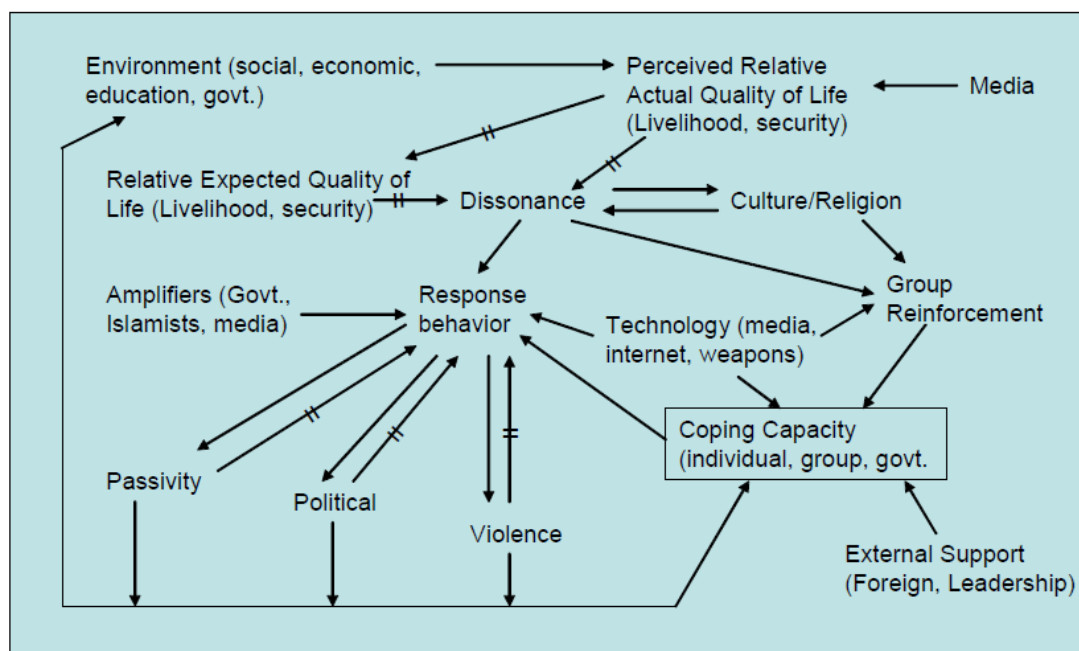 Environment (social, economic,
education, govt.)
Perceived Relative
Actual Quality of Life
(Livelihood, security)
Media
Relative Expected Quality of
Life (Livelihood, security)
Dissonance
Culture/Religion
Amplifiers (Govt.,
Islamists, media)
Response
behavior
Technology (media,
internet, weapons)
Group
Reinforcement
Coping Capacity
(individual, group, govt.
Passivity
Political
Violence
External Support
(Foreign, Leadership)